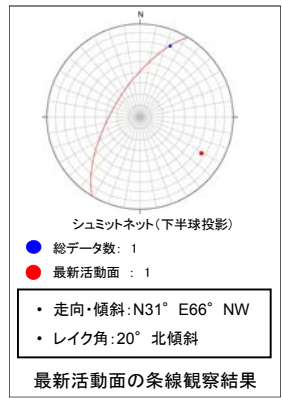 N
シュミットネット(下半球投影)
総データ数: 1
最新活動面 : 1
・ 走向・傾斜:N31°E66°NW
・ レイク角:20°北傾斜
最新活動面の条線観察結果